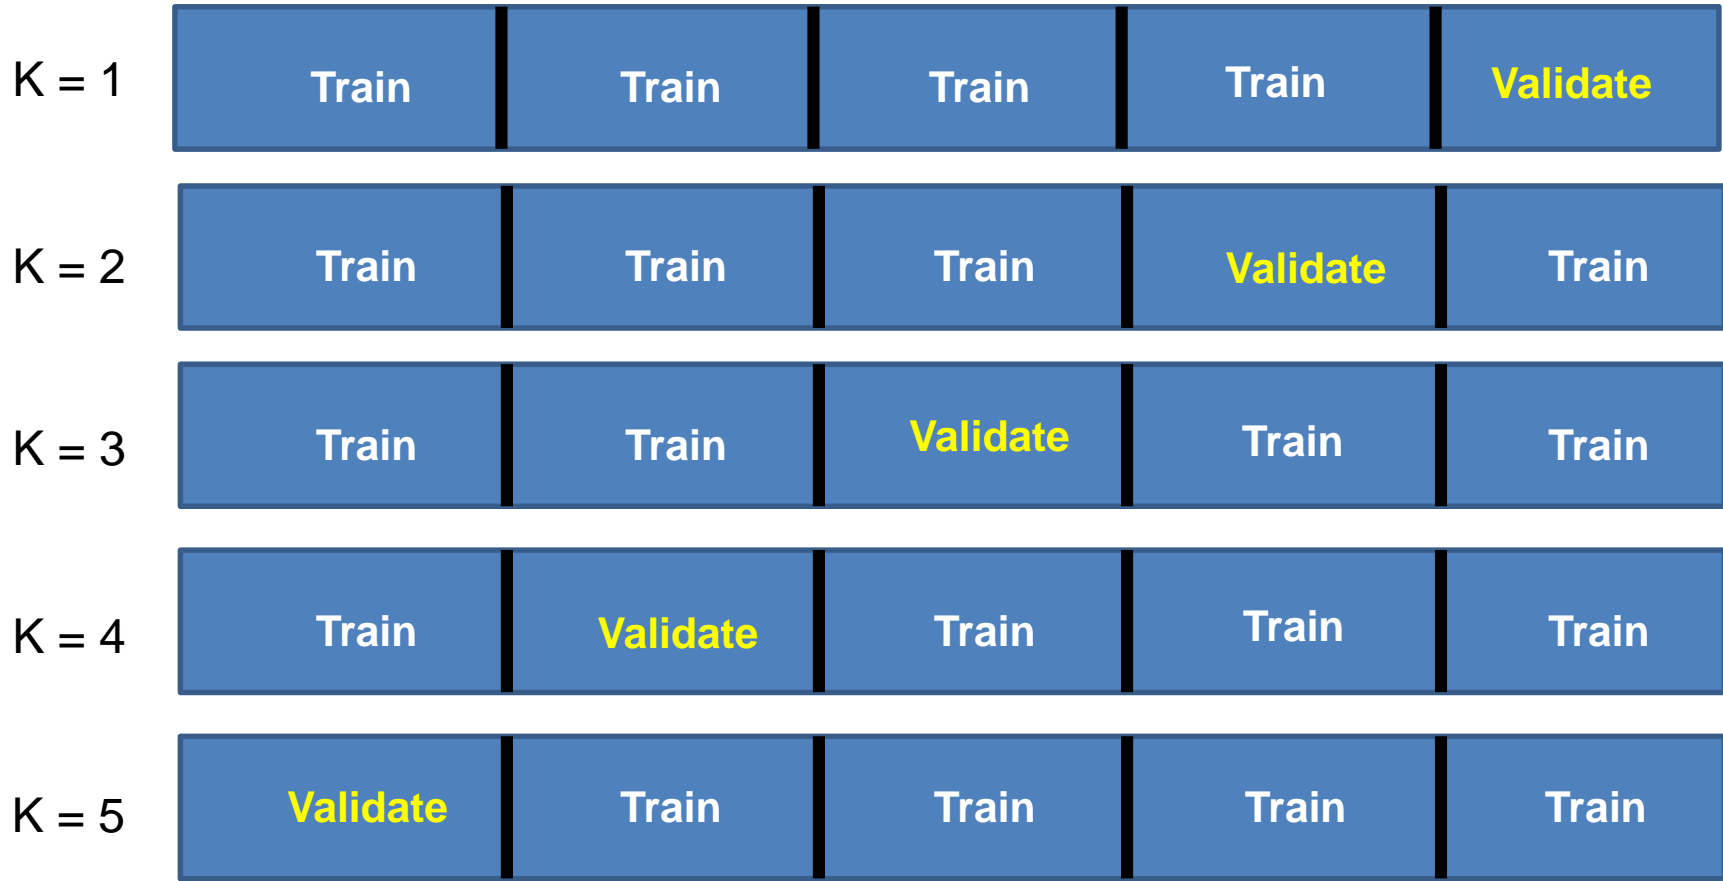 K = 1 Train Train Train Train Validate
K = 2 Train Train Train Validate Train
K = 3 Train Train Validate Train Train
K = 4 Train Validate Train Train Train
K = 5 Validate Train Train Train Train